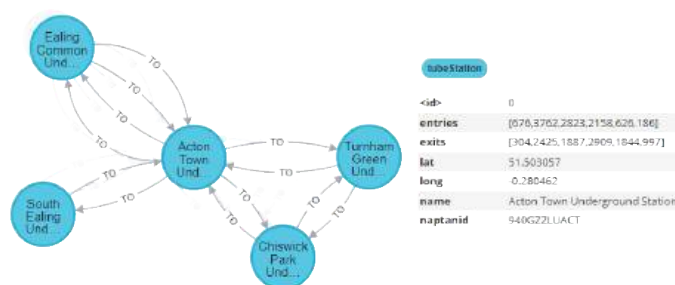 Ealing
Common
Und...
TO
TO
TO
TO
Acton
Town
Und...
TO
TO
Turnham
Green
Und...
South
Ealing
Und...
TO
TO
TO
TO
TO
TO
Chiswick
Park
Und...
tubeStation
<id> 0
entries [676,3762,2823,2158,626,186]
exits [304,2425,1887,2909,1844,997]
lat 51.503057
long -0.280462
name Acton Town Underground Station
naptanid 940GZZLUACT